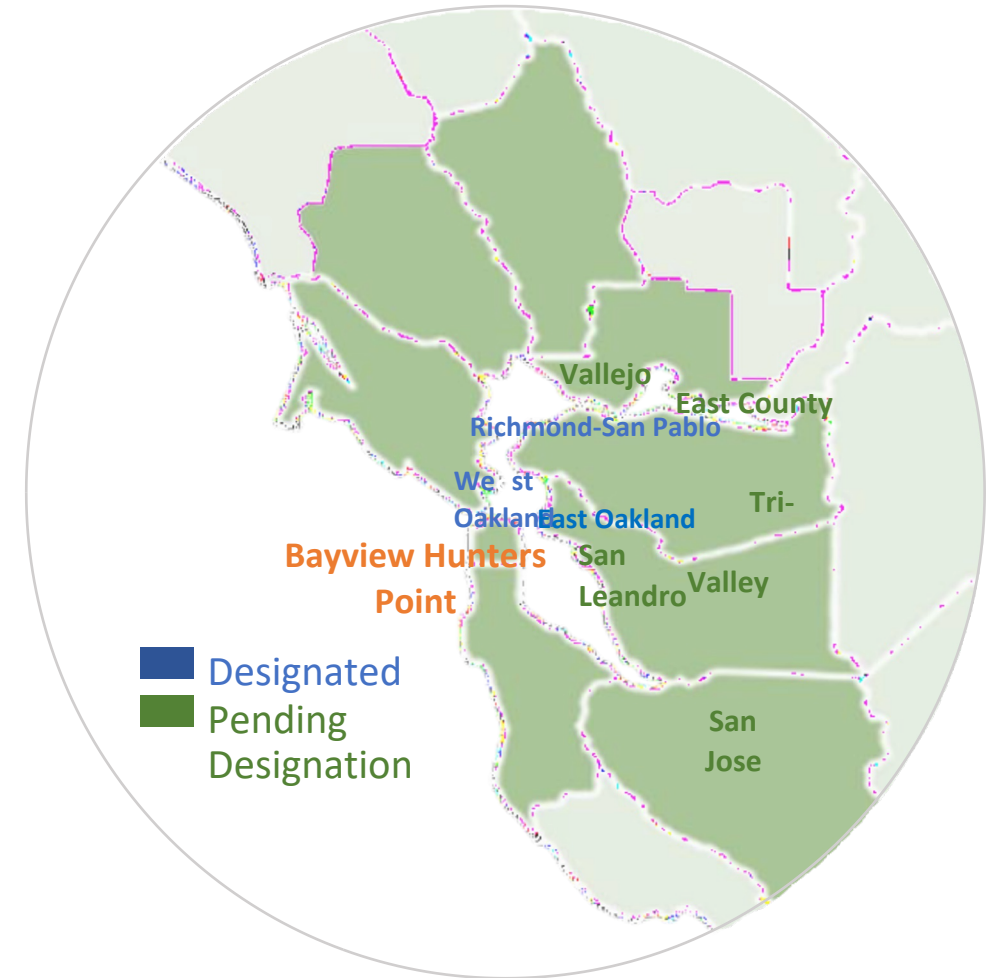 Vallejo
East County
Richmond-San Pablo
We st
Oakland
East Oakland
Tri-
Valley
Bayview Hunters
Point
San
Leandro
Designated
Pending
Designation
San
Jose